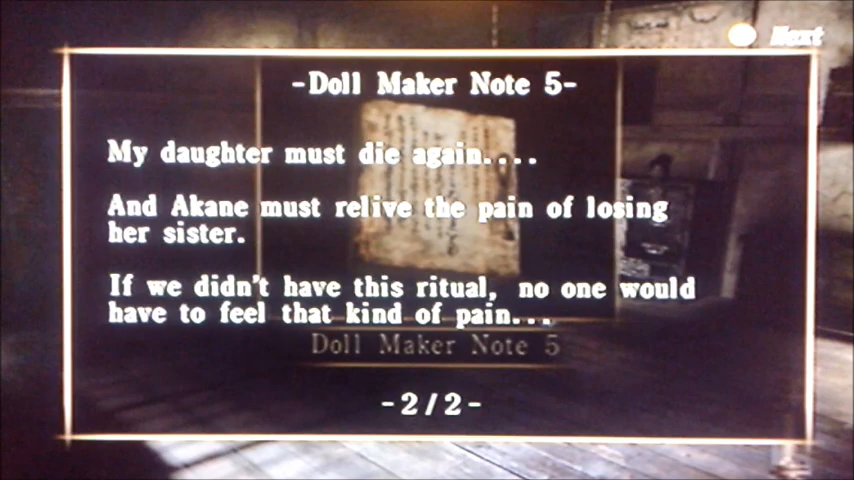 Next
-Doll Maker Note 5-
My daughter must die again....
And Akane must relive the pain of losing
her sister.
If we didn't have this ritual, no one would
have to feel that kind of pain...
Doll Maker Note 5
-2/2-